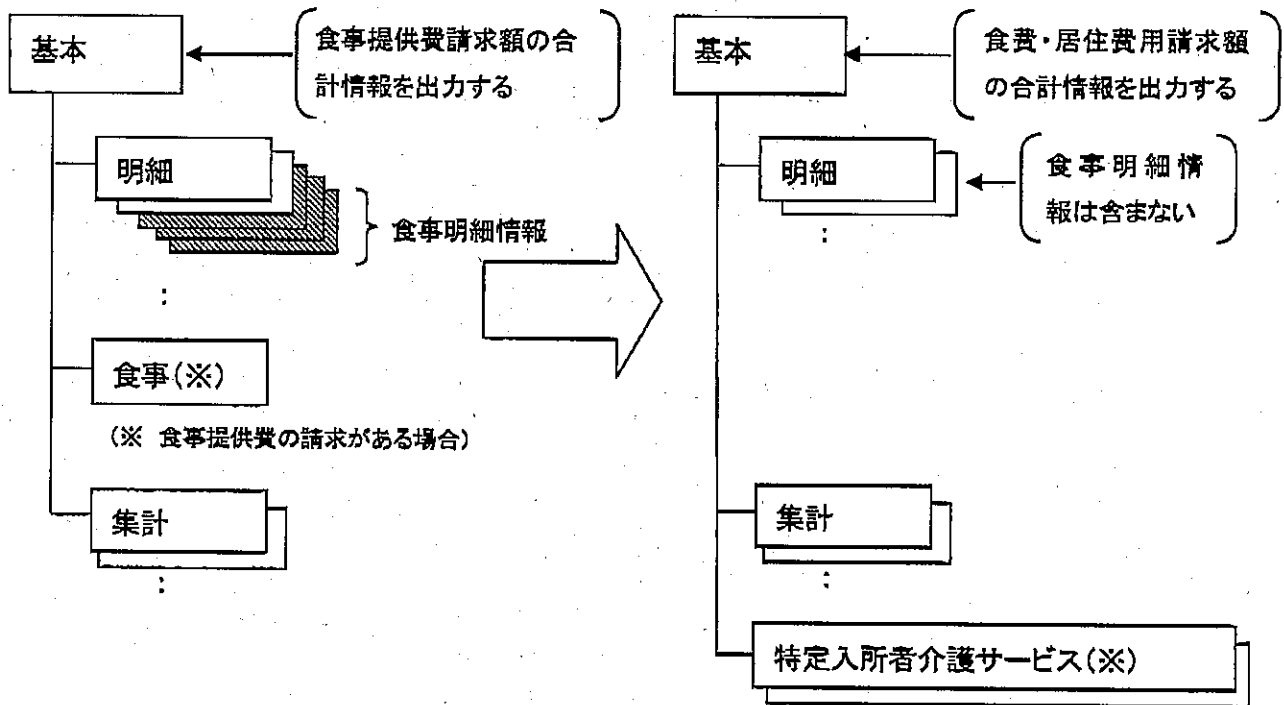 基本
食事提供費請求額の合
計情報を出力する
明細
食事明細情報
:
食事(※)
(※ 食事提供費の請求がある場合)
集計
:
基本
食費・居住費用請求額
の合計情報を出力する
明細
食事明細情
報は含まない
:
集計
:
特定入所者介護サービス(※)